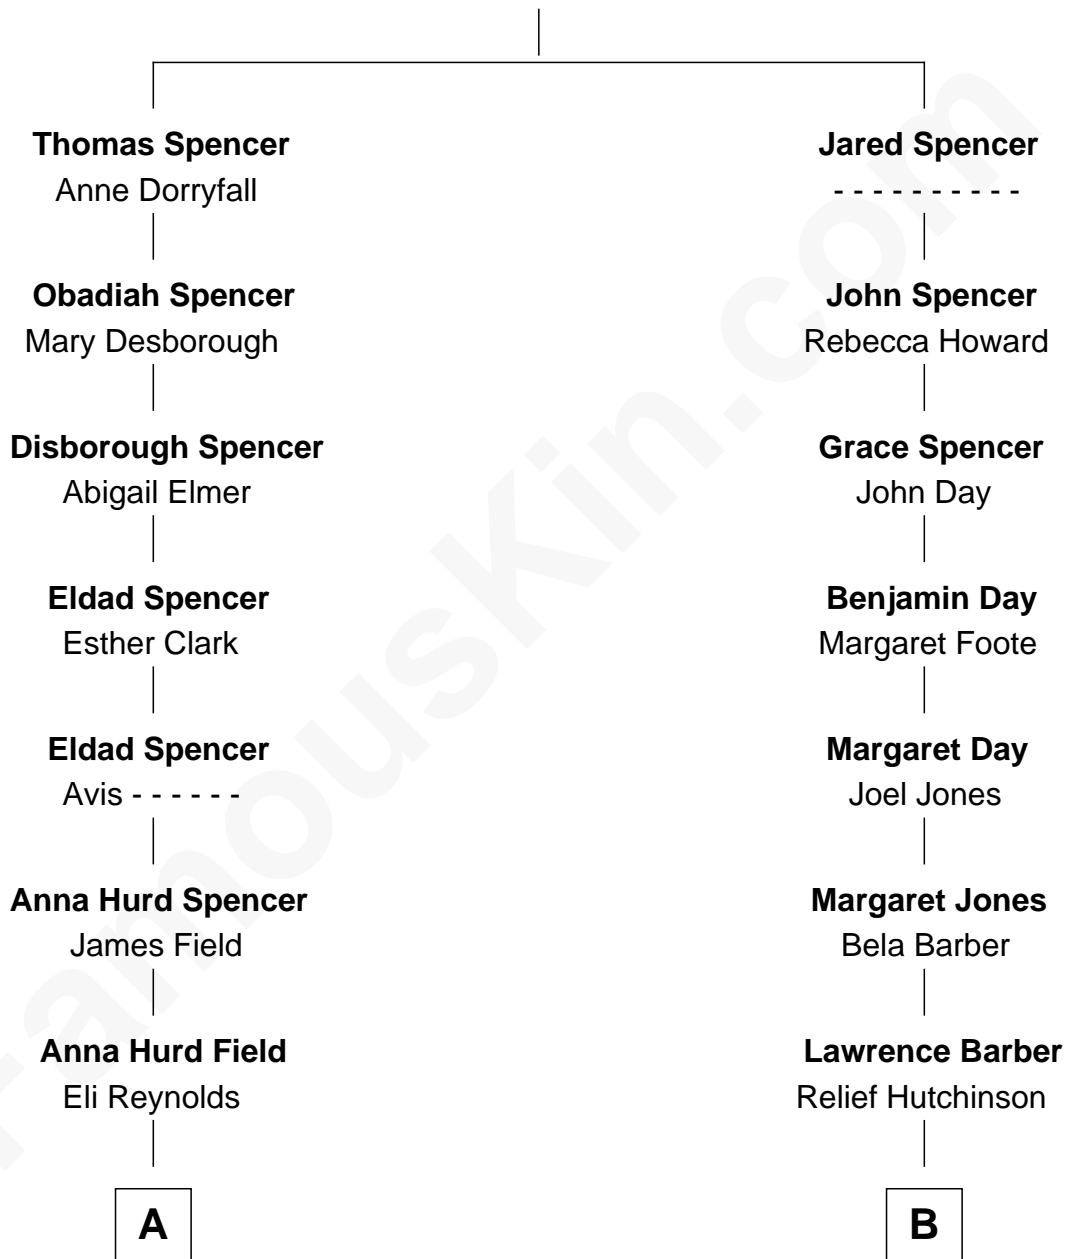 Thomas Spencer
Anne Dorryfall
Obadiah Spencer
Mary Desborough
Disborough Spencer
Abigail Elmer
Eldad Spencer
Esther Clark
Eldad Spencer
Avis - - - - - -
Anna Hurd Spencer
James Field
Anna Hurd Field
Eli Reynolds
A
Jared Spencer
- - - - - - - - - -
John Spencer
Rebecca Howard
Grace Spencer
John Day
Benjamin Day
Margaret Foote
Margaret Day
Joel Jones
Margaret Jones
Bela Barber
Lawrence Barber
Relief Hutchinson
B
FamousKin.com